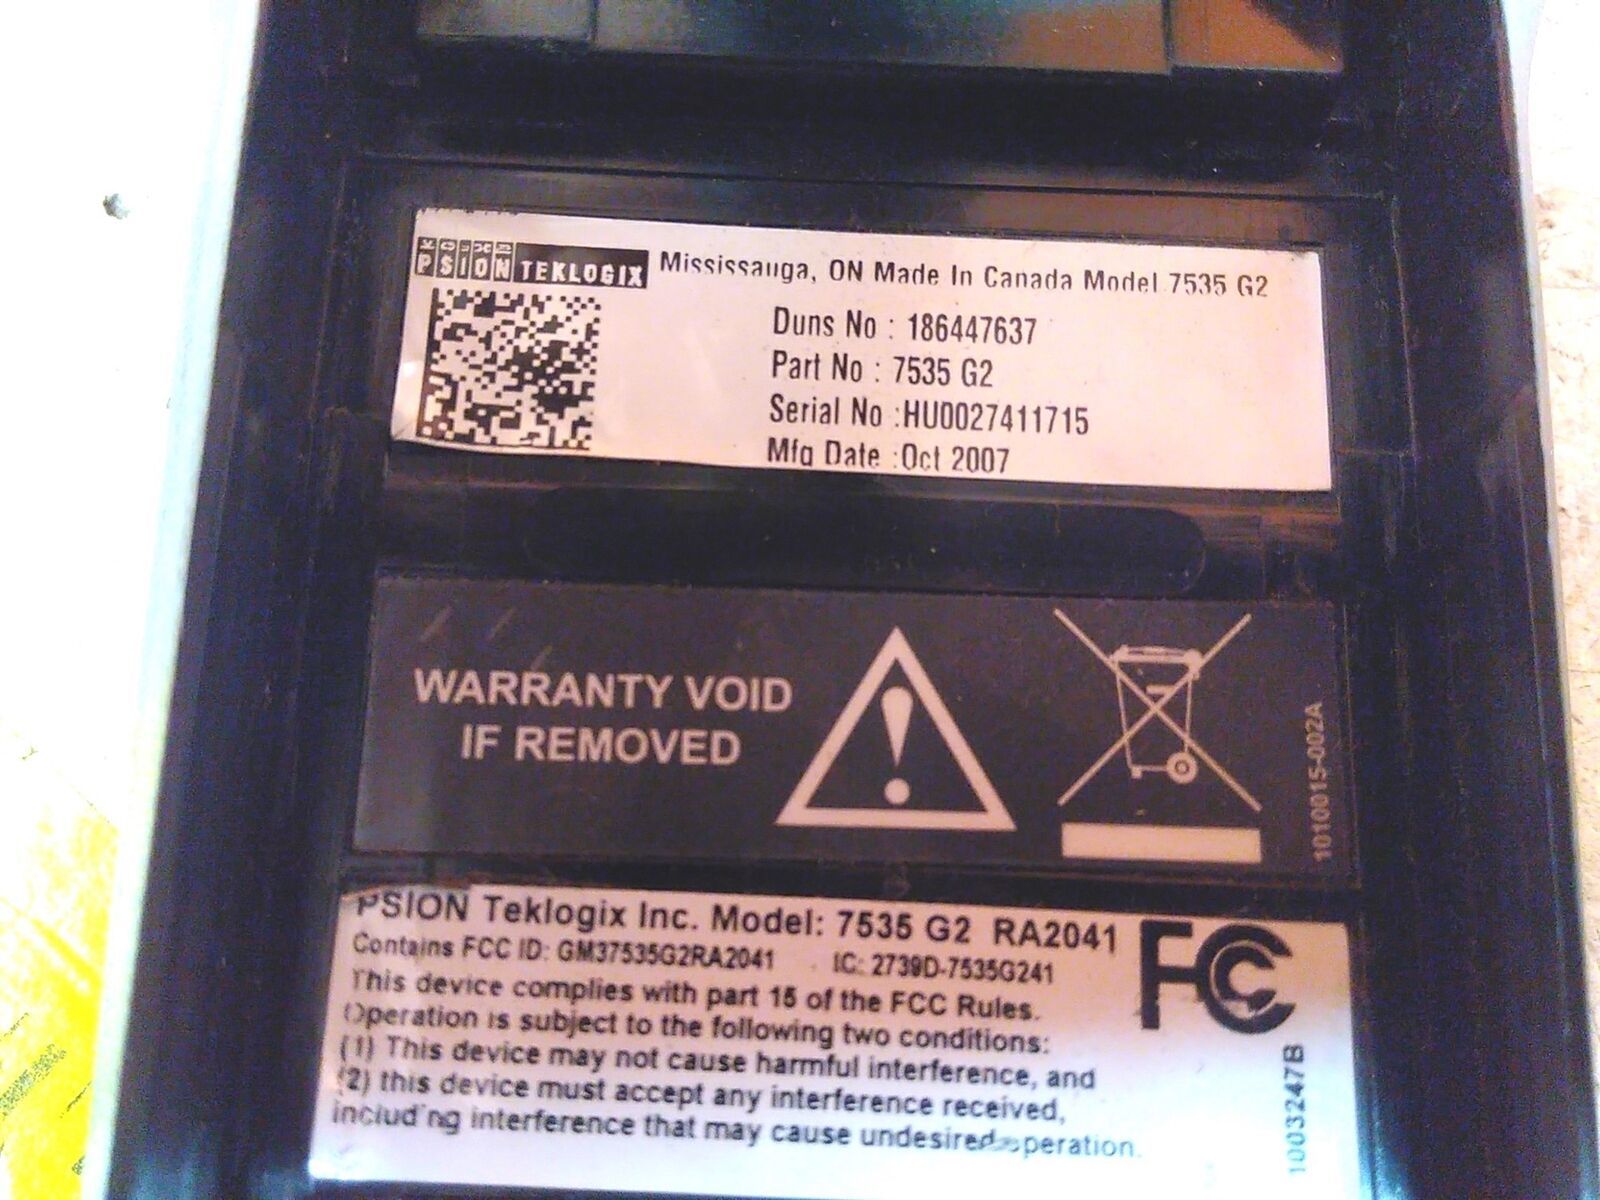 PSION TEKLOGIX Mississauga, ON Made In Canada Model 7535 G2
Duns No : 186447637
Part No : 7535 G2
Serial No :HU0027411715
Mfg Date :Oct 2007
WARRANTY VOID
IF REMOVED
1010015-002A
PSION Teklogix Inc. Model: 7535 G2 RA2041
Contains FCC ID: GM37535G2RA2041 IC: 2739D-7535G241
This device complies with part 15 of the FCC Rules.
Operation is subject to the following two conditions:
(1) This device may not cause harmful interference, and
(2) this device must accept any interference received,
including interference that may cause undesired operation.
FC
1003247B